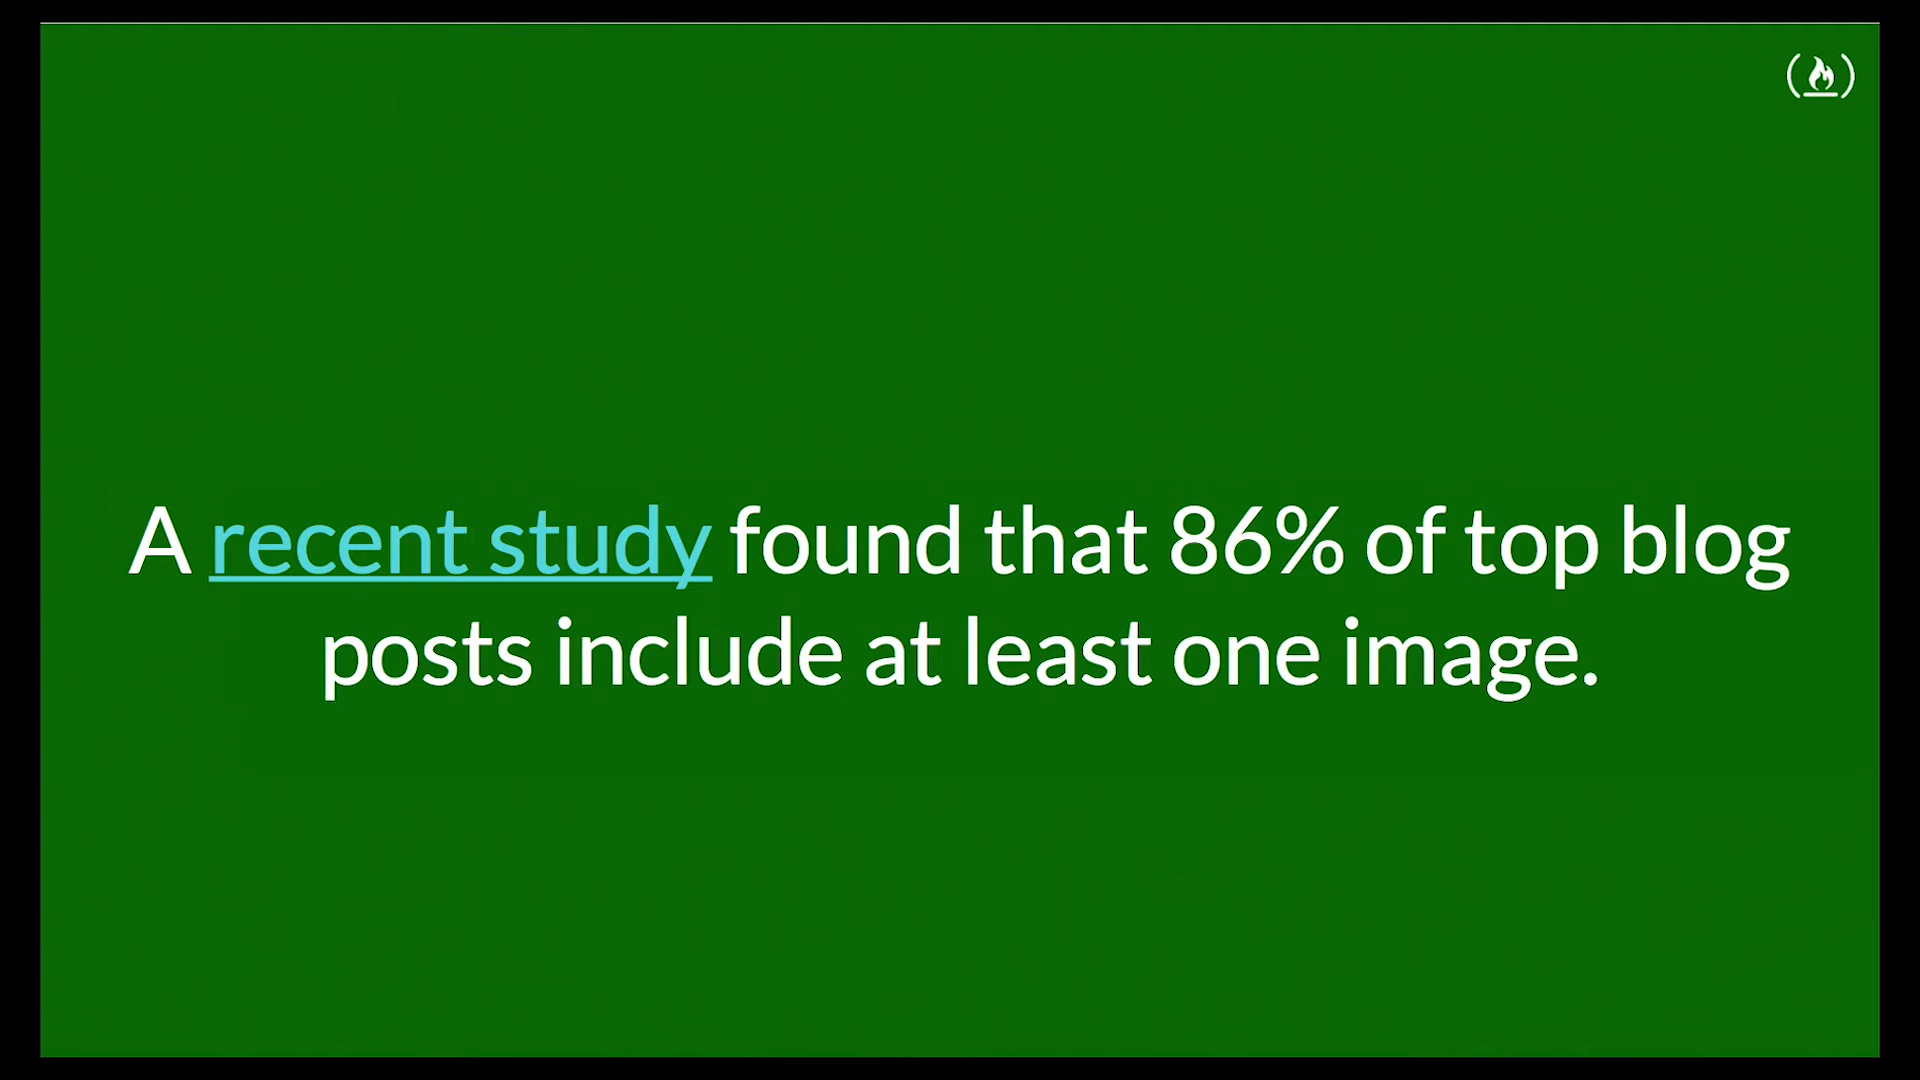 A recent study found that 86% of top blog
posts include at least one image.